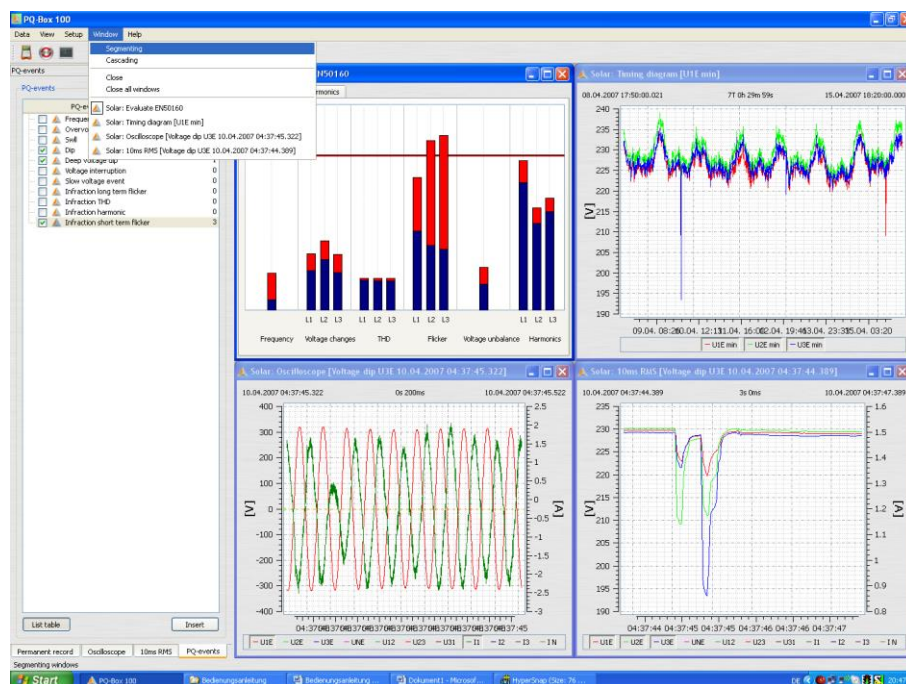 PQ-Box 100
Data View Setup Window Help
Segmenting
Cascading
Close
Close all windows
Solar: Evaluate EN50160
Solar: Timing diagram [U1E min]
Solar: Oscilloscope [Voltage dip U3E 10.04.2007 04:37:45.322]
Solar: 10ms RMS [Voltage dip U3E 10.04.2007 04:37:44.389]
PQ-events
PQ-events
Dip
Deep voltage dip 1
Voltage interruption 0
Slow voltage event 0
Infraction long term flicker 0
Infraction THD 0
Infraction harmonic 0
Infraction short term flicker 3
List table Insert
Permanent record Oscilloscope 10ms RMS PQ-events
Segmenting windows
EN50160
L1 L2 L3 L1 L2 L3 L1 L2 L3 L1 L2 L3
Frequency Voltage changes THD Flicker Voltage unbalance Harmonics
Solar: Timing diagram [U1E min]
08.04.2007 17:50:00.021 7T 0h 29m 59s 15.04.2007 18:20:00.000
240
235
230
225
220
215
210
205
200
195
190
[V]
U1E min U2E min U3E min
Solar: Oscilloscope [Voltage dip U3E 10.04.2007 04:37:45.322]
10.04.2007 04:37:45.322 0s 200ms 10.04.2007 04:37:45.522
400 2.5
300 2
200 1.5
1
100 0.5
0 0
-100 -0.5
-1
-200 -1.5
-300 -2
-2.5
-400 -3
[V] [A]
U1E U2E U3E UNE U12 U23 U31 I1 I2 I3 IN
Solar: 10ms RMS [Voltage dip U3E 10.04.2007 04:37:44.389]
10.04.2007 04:37:44.389 3s 0ms 10.04.2007 04:37:47.389
235 1.6
230 1.5
225 1.4
220
215 1.3
210 1.2
205 1.1
200 1
195 0.9
190 0.8
[V] [A]
04:37:44 04:37:45 04:37:45 04:37:46 04:37:46 04:37:47
U1E U2E U3E UNE U12 U23 U31 I1 I2 I3 IN
Start PQ-Box 100 Bedienungsanleitung Bedienungsanleitung ... Dokument1 - Microsof... HyperSnap (Size: 76 ... DE 20:47